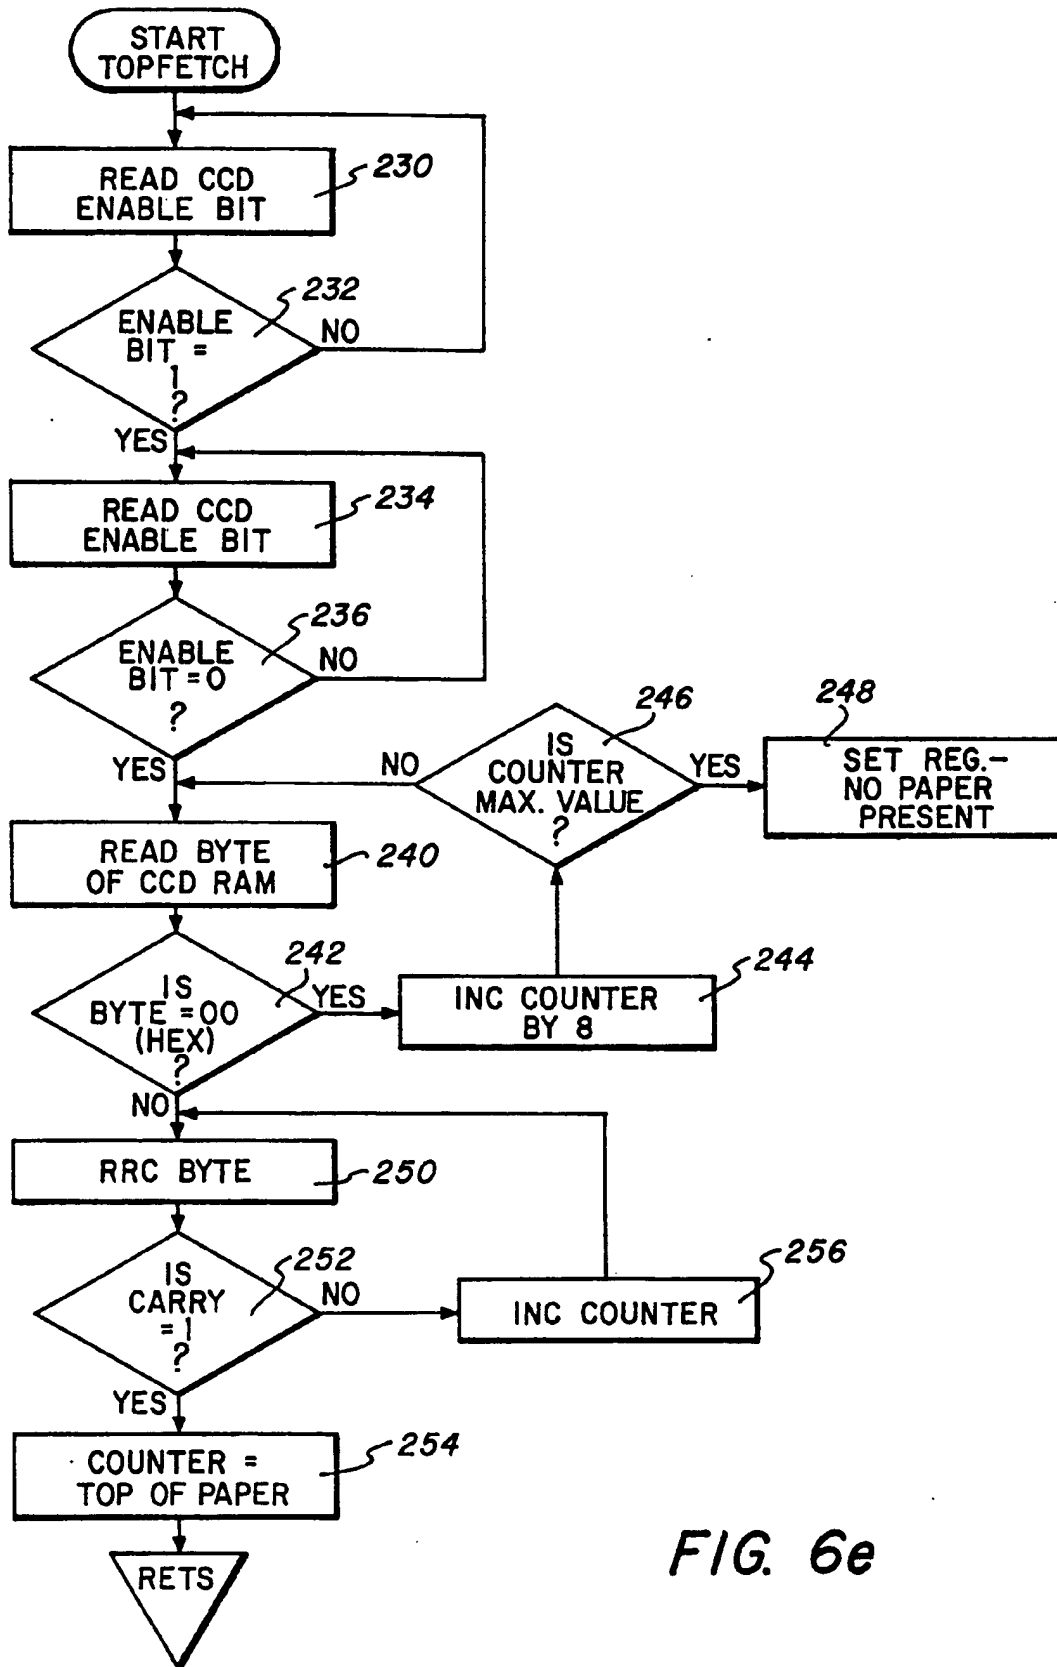 START
TOPFETCH
READ CCD
ENABLE BIT
230
ENABLE
BIT =
1
?
232
NO
YES
READ CCD
ENABLE BIT
234
ENABLE
BIT = 0
?
236
NO
YES
READ BYTE
OF CCD RAM
240
IS
BYTE = 00
(HEX)
?
242
YES
NO
INC COUNTER
BY 8
244
IS
COUNTER
MAX. VALUE
?
246
NO
YES
SET REG.-
NO PAPER
PRESENT
248
RRC BYTE
250
IS
CARRY
= 1
?
252
NO
YES
INC COUNTER
256
COUNTER =
TOP OF PAPER
254
RETS
FIG. 6e